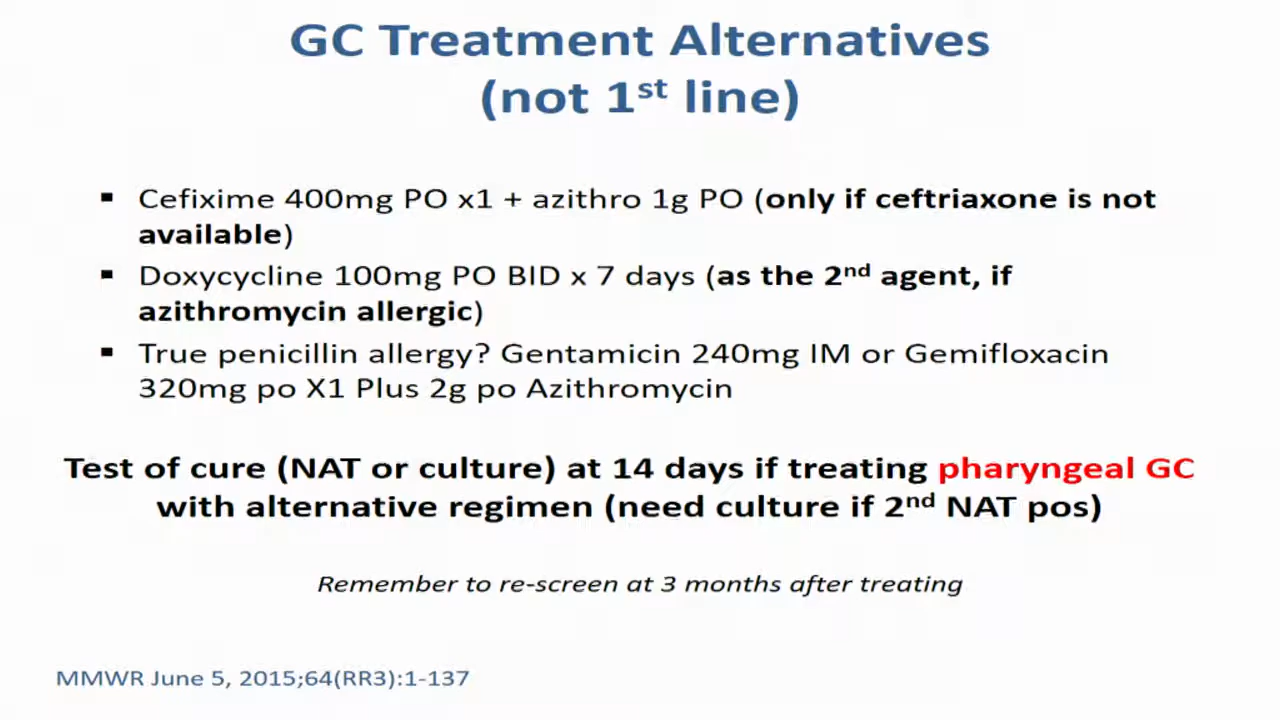 GC Treatment Alternatives
(not 1st line)
▪ Cefixime 400mg PO x1 + azithro 1g PO (only if ceftriaxone is not
available)
▪ Doxycycline 100mg PO BID x 7 days (as the 2nd agent, if
azithromycin allergic)
▪ True penicillin allergy? Gentamicin 240mg IM or Gemifloxacin
320mg po X1 Plus 2g po Azithromycin
Test of cure (NAT or culture) at 14 days if treating pharyngeal GC
with alternative regimen (need culture if 2nd NAT pos)
Remember to re-screen at 3 months after treating
MMWR June 5, 2015;64(RR3):1-137